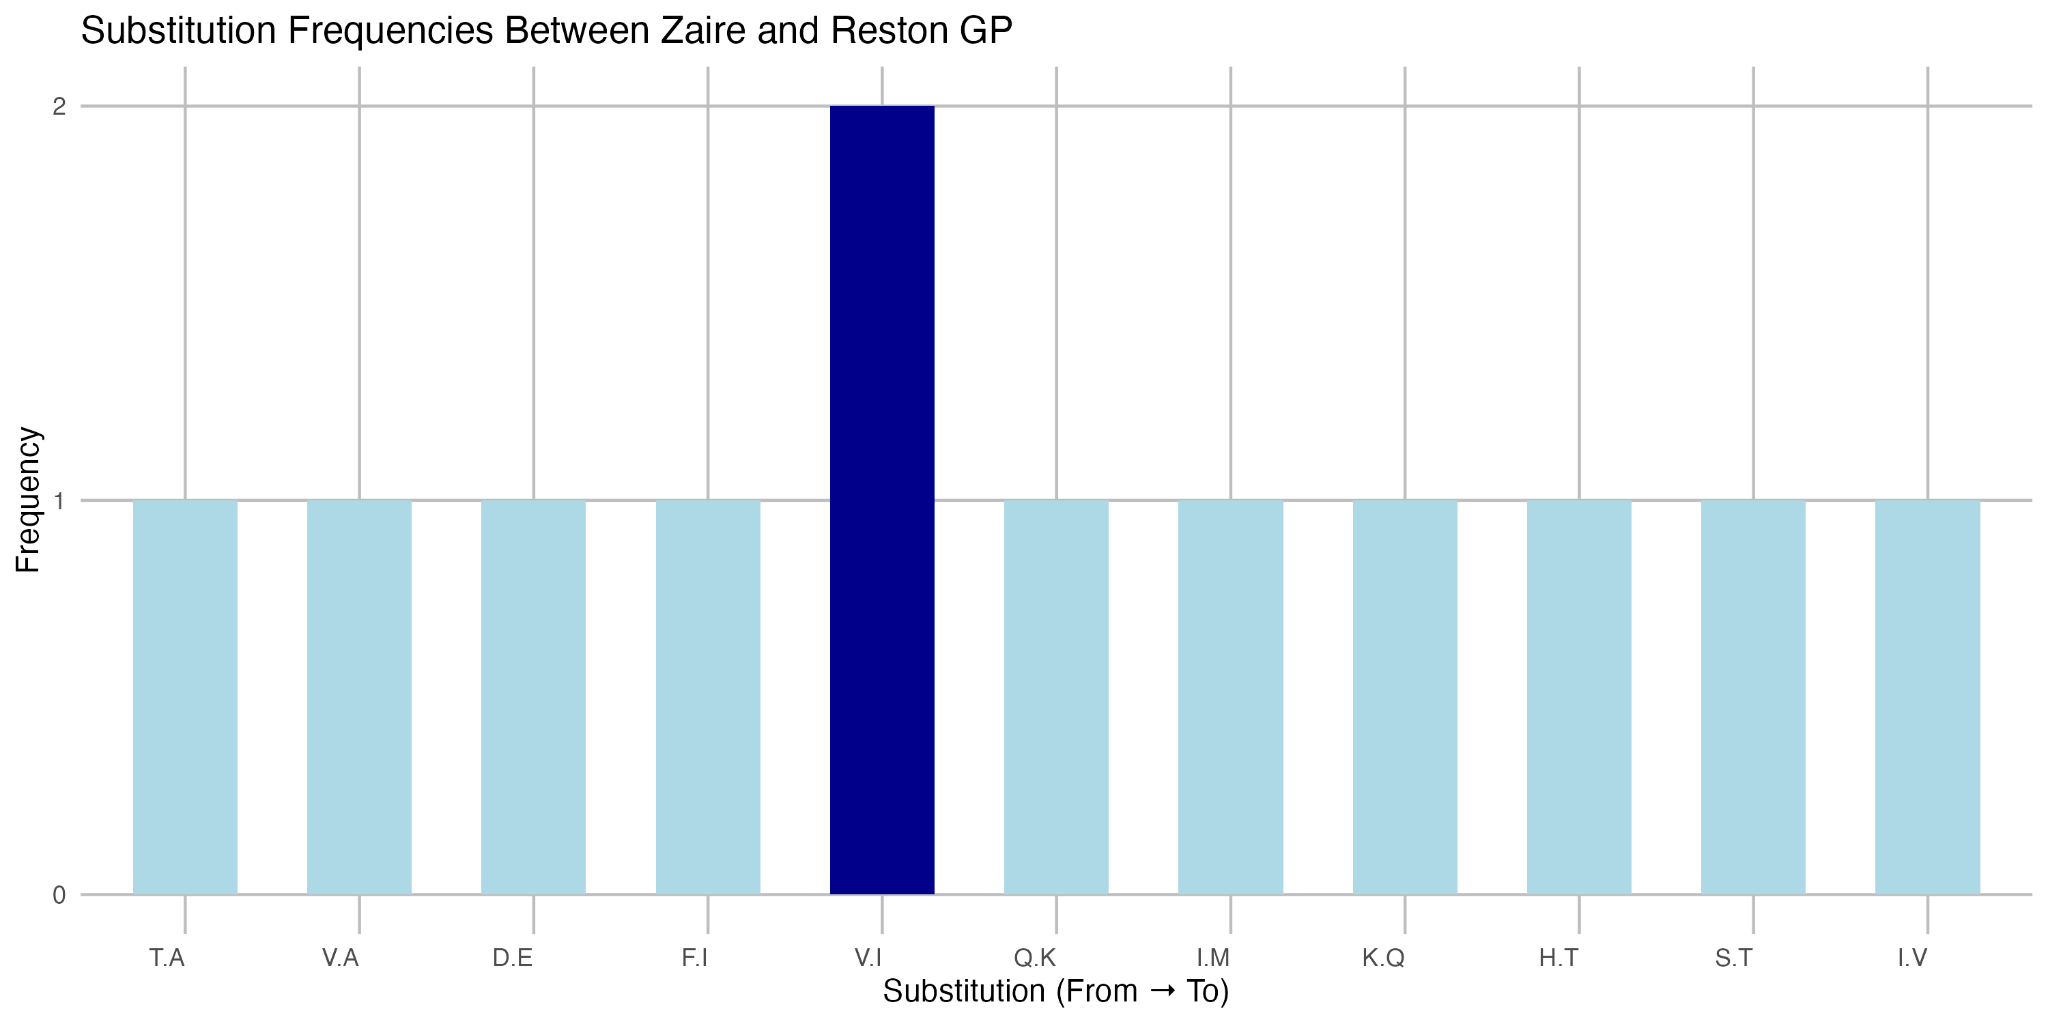 Substitution Frequencies Between Zaire and Reston GP
2
1
0
Frequency
T.A V.A D.E F.I V.I Q.K I.M K.Q H.T S.T I.V
Substitution (From → To)